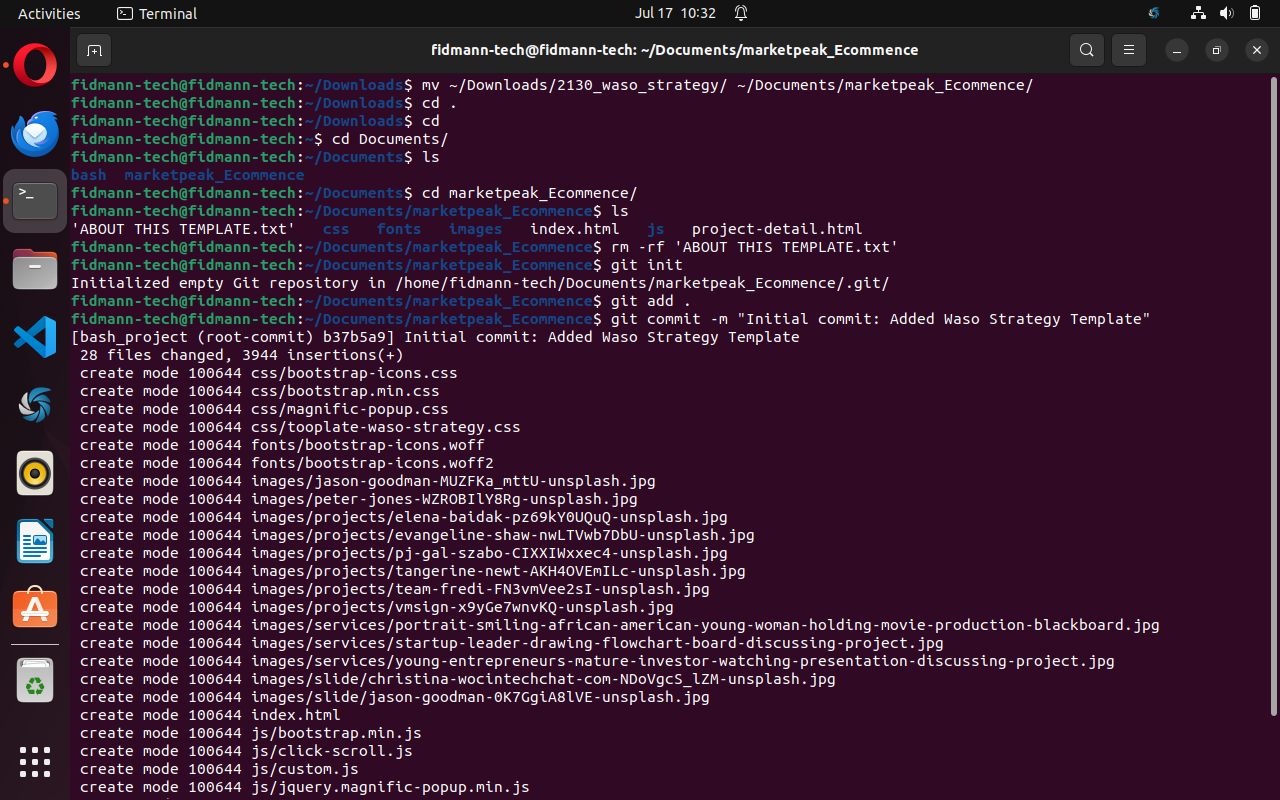 Activities
Terminal
Jul 17 10:32
fidmann-tech@fidmann-tech: ~/Documents/marketpeak_Ecommence
fidmann-tech@fidmann-tech:~/Downloads$ mv ~/Downloads/2130_waso_strategy/ ~/Documents/marketpeak_Ecommence/
fidmann-tech@fidmann-tech:~/Downloads$ cd .
fidmann-tech@fidmann-tech:~/Downloads$ cd
fidmann-tech@fidmann-tech:~$ cd Documents/
fidmann-tech@fidmann-tech:~/Documents$ ls
bash  marketpeak_Ecommence
fidmann-tech@fidmann-tech:~/Documents$ cd marketpeak_Ecommence/
fidmann-tech@fidmann-tech:~/Documents/marketpeak_Ecommence$ ls
'ABOUT THIS TEMPLATE.txt'   css   fonts   images   index.html   js   project-detail.html
fidmann-tech@fidmann-tech:~/Documents/marketpeak_Ecommence$ rm -rf 'ABOUT THIS TEMPLATE.txt'
fidmann-tech@fidmann-tech:~/Documents/marketpeak_Ecommence$ git init
Initialized empty Git repository in /home/fidmann-tech/Documents/marketpeak_Ecommence/.git/
fidmann-tech@fidmann-tech:~/Documents/marketpeak_Ecommence$ git add .
fidmann-tech@fidmann-tech:~/Documents/marketpeak_Ecommence$ git commit -m "Initial commit: Added Waso Strategy Template"
[bash_project (root-commit) b37b5a9] Initial commit: Added Waso Strategy Template
 28 files changed, 3944 insertions(+)
 create mode 100644 css/bootstrap-icons.css
 create mode 100644 css/bootstrap.min.css
 create mode 100644 css/magnific-popup.css
 create mode 100644 css/tooplate-waso-strategy.css
 create mode 100644 fonts/bootstrap-icons.woff
 create mode 100644 fonts/bootstrap-icons.woff2
 create mode 100644 images/jason-goodman-MUZFKa_mttU-unsplash.jpg
 create mode 100644 images/peter-jones-WZROBIlY8Rg-unsplash.jpg
 create mode 100644 images/projects/elena-baidak-pz69kY0UQuQ-unsplash.jpg
 create mode 100644 images/projects/evangeline-shaw-nwLTVwb7DbU-unsplash.jpg
 create mode 100644 images/projects/pj-gal-szabo-CIXXIWxxec4-unsplash.jpg
 create mode 100644 images/projects/tangerine-newt-AKH4OVEmILc-unsplash.jpg
 create mode 100644 images/projects/team-fredi-FN3vmVee2sI-unsplash.jpg
 create mode 100644 images/projects/vmsign-x9yGe7wnvKQ-unsplash.jpg
 create mode 100644 images/services/portrait-smiling-african-american-young-woman-holding-movie-production-blackboard.jpg
 create mode 100644 images/services/startup-leader-drawing-flowchart-board-discussing-project.jpg
 create mode 100644 images/services/young-entrepreneurs-mature-investor-watching-presentation-discussing-project.jpg
 create mode 100644 images/slide/christina-wocintechchat-com-NDoVgcS_lZM-unsplash.jpg
 create mode 100644 images/slide/jason-goodman-0K7GgiA8lVE-unsplash.jpg
 create mode 100644 index.html
 create mode 100644 js/bootstrap.min.js
 create mode 100644 js/click-scroll.js
 create mode 100644 js/custom.js
 create mode 100644 js/jquery.magnific-popup.min.js